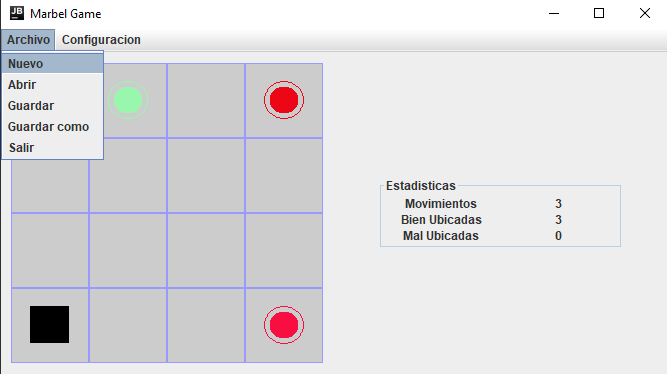 JB Marbel Game
Archivo Configuracion
Nuevo
Abrir
Guardar
Guardar como
Salir
Estadisticas
Movimientos 3
Bien Ubicadas 3
Mal Ubicadas 0